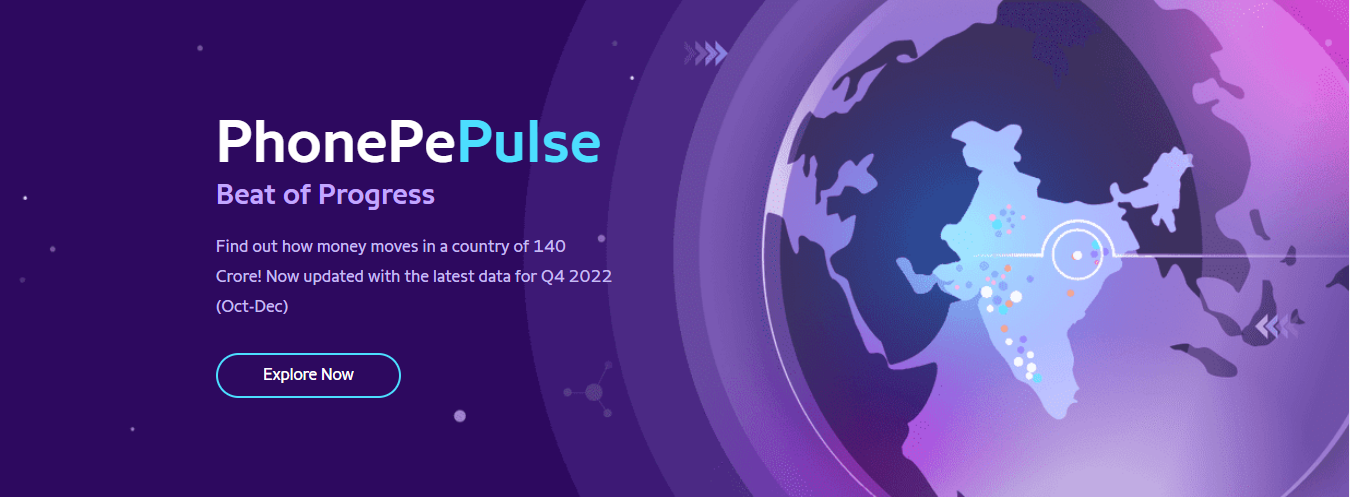 PhonePePulse
Beat of Progress
Find out how money moves in a country of 140
Crore! Now updated with the latest data for Q4 2022
(Oct-Dec)
Explore Now